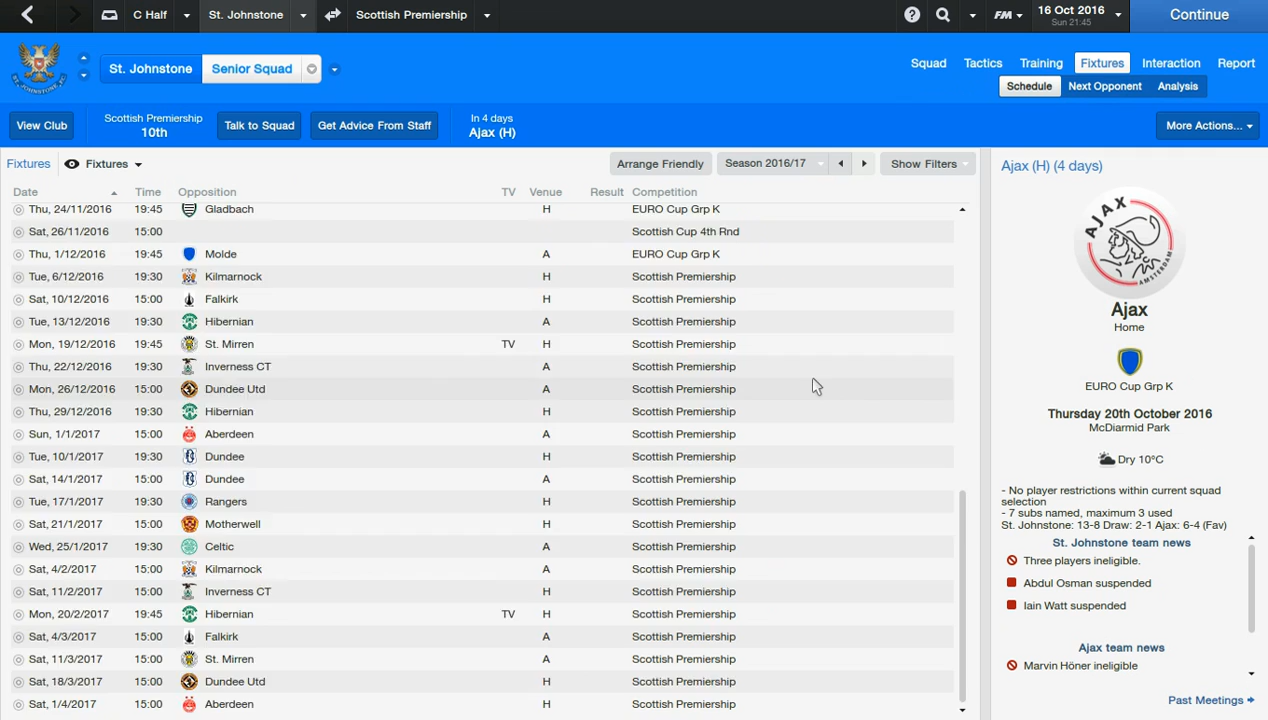 C Half
St. Johnstone
Scottish Premiership
FM
16 Oct 2016
Sun 21:45
Continue
St. Johnstone
Senior Squad
Squad
Tactics
Training
Fixtures
Interaction
Report
Schedule
Next Opponent
Analysis
View Club
Scottish Premiership
10th
Talk to Squad
Get Advice From Staff
In 4 days
Ajax (H)
More Actions...
Fixtures
Fixtures
Arrange Friendly
Season 2016/17
Show Filters
Date Time Opposition TV Venue Result Competition
Thu, 24/11/2016 19:45 Gladbach H EURO Cup Grp K
Sat, 26/11/2016 15:00 Scottish Cup 4th Rnd
Thu, 1/12/2016 19:45 Molde A EURO Cup Grp K
Tue, 6/12/2016 19:30 Kilmarnock H Scottish Premiership
Sat, 10/12/2016 15:00 Falkirk H Scottish Premiership
Tue, 13/12/2016 19:30 Hibernian A Scottish Premiership
Mon, 19/12/2016 19:45 St. Mirren TV H Scottish Premiership
Thu, 22/12/2016 19:30 Inverness CT A Scottish Premiership
Mon, 26/12/2016 15:00 Dundee Utd A Scottish Premiership
Thu, 29/12/2016 19:30 Hibernian H Scottish Premiership
Sun, 1/1/2017 15:00 Aberdeen A Scottish Premiership
Tue, 10/1/2017 19:30 Dundee H Scottish Premiership
Sat, 14/1/2017 15:00 Dundee A Scottish Premiership
Tue, 17/1/2017 19:30 Rangers H Scottish Premiership
Sat, 21/1/2017 15:00 Motherwell H Scottish Premiership
Wed, 25/1/2017 19:30 Celtic A Scottish Premiership
Sat, 4/2/2017 15:00 Kilmarnock A Scottish Premiership
Sat, 11/2/2017 15:00 Inverness CT H Scottish Premiership
Mon, 20/2/2017 19:45 Hibernian TV H Scottish Premiership
Sat, 4/3/2017 15:00 Falkirk A Scottish Premiership
Sat, 11/3/2017 15:00 St. Mirren A Scottish Premiership
Sat, 18/3/2017 15:00 Dundee Utd H Scottish Premiership
Sat, 1/4/2017 15:00 Aberdeen H Scottish Premiership
Ajax (H) (4 days)
AJAX
AMSTERDAM
Ajax
Home
EURO Cup Grp K
Thursday 20th October 2016
McDiarmid Park
Dry 10°C
- No player restrictions within current squad
selection
- 7 subs named, maximum 3 used
St. Johnstone: 13-8 Draw: 2-1 Ajax: 6-4 (Fav)
St. Johnstone team news
Three players ineligible.
Abdul Osman suspended
Iain Watt suspended
Ajax team news
Marvin Höner ineligible
Past Meetings